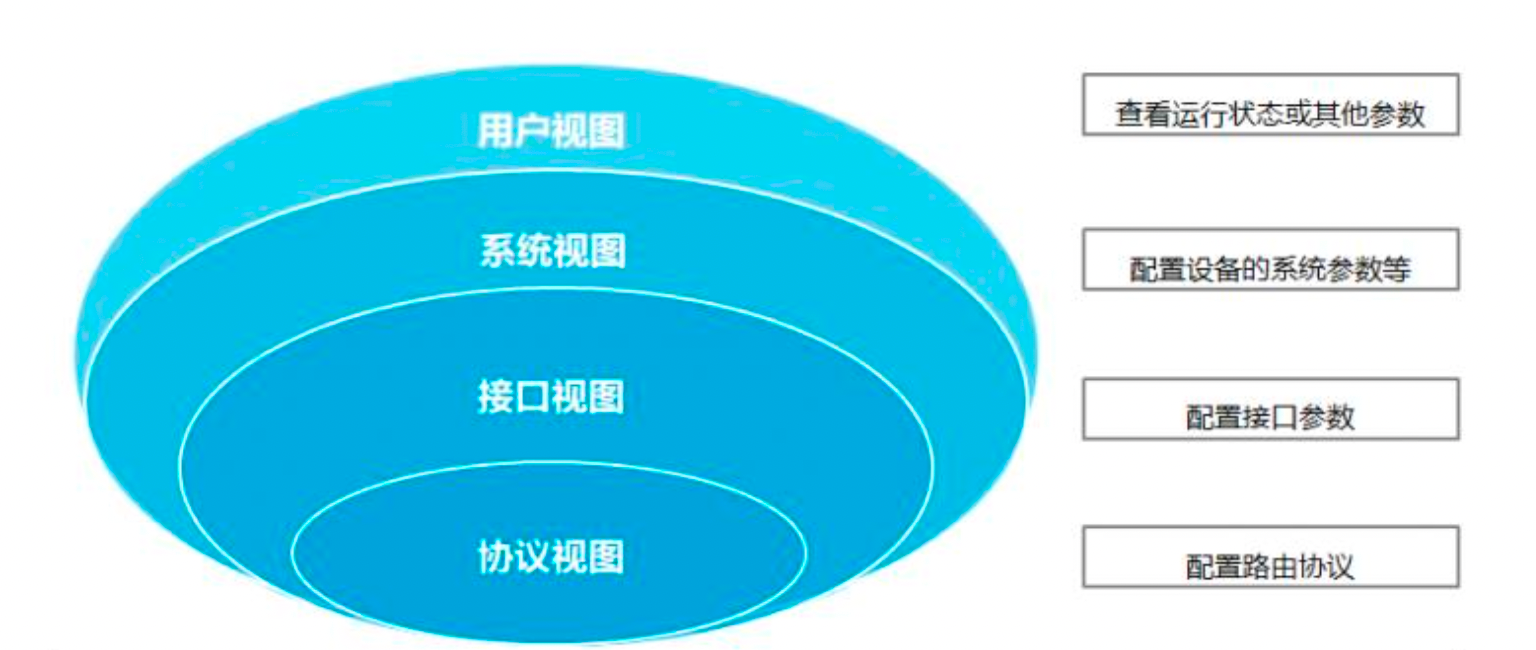 用户视图
查看运行状态或其他参数
系统视图
配置设备的系统参数等
接口视图
配置接口参数
协议视图
配置路由协议